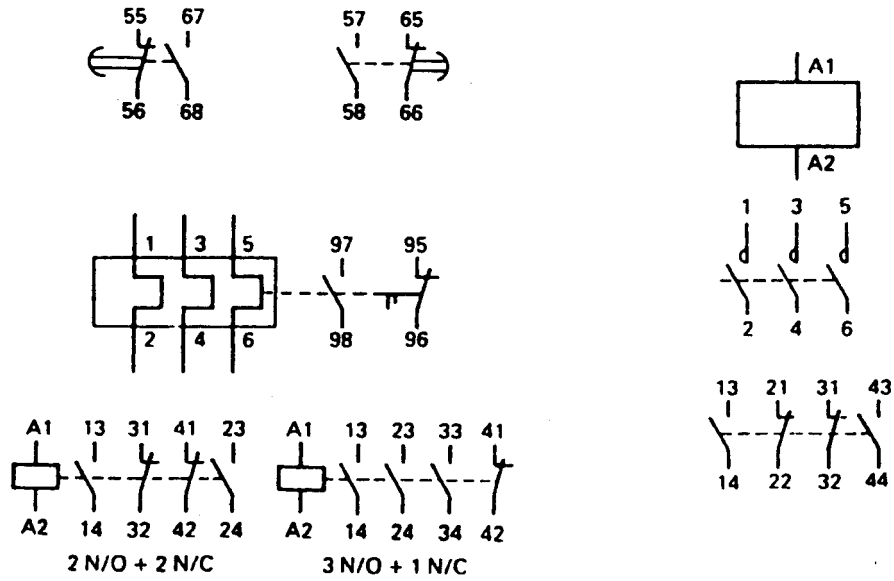 55 67
56 68
57 65
58 66
1 3 5
2 4 6
97 95
98 96
A1 13 31 41 23
A2 14 32 42 24
2 N/O + 2 N/C
A1 13 23 33 41
A2 14 24 34 42
3 N/O + 1 N/C
A1
A2
1 3 5
2 4 6
13 21 31 43
14 22 32 44